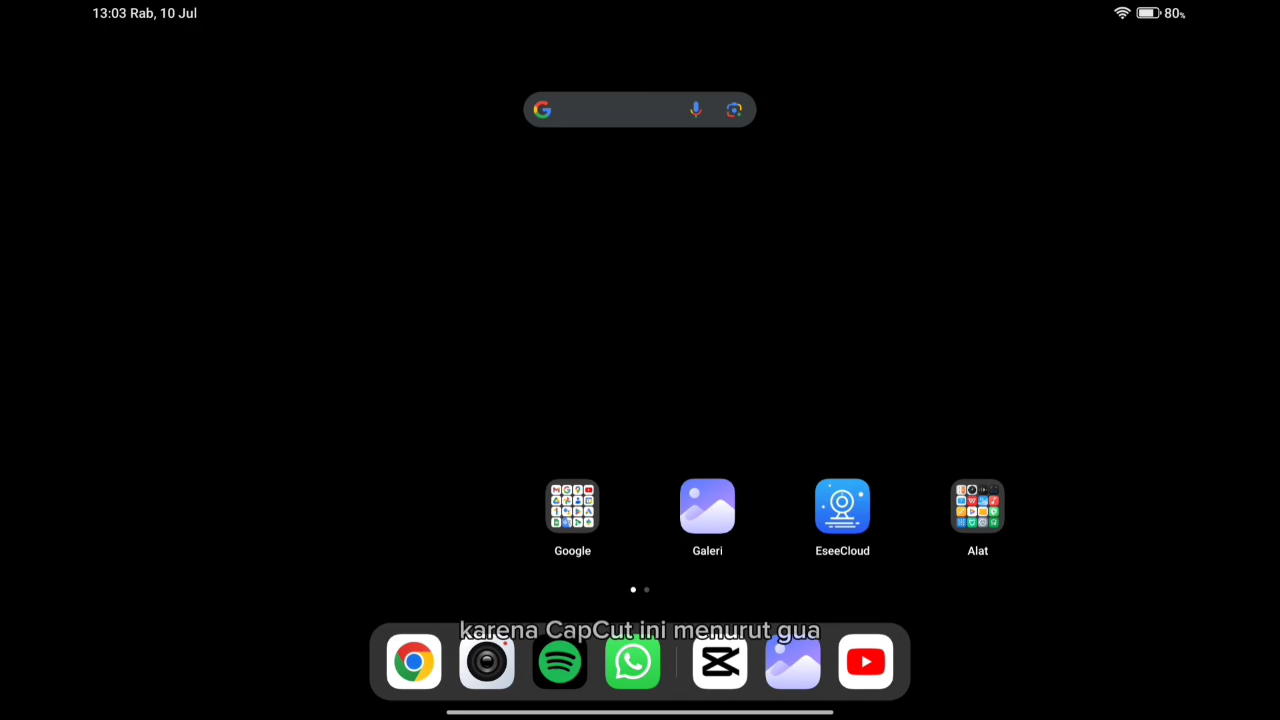 13:03 Rab, 10 Jul
80%
Google
Galeri
EseeCloud
Alat
karena CapCut ini menurut gua